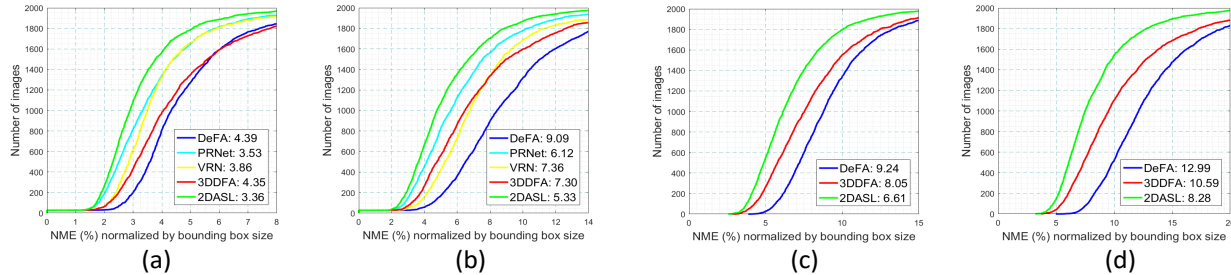 Number of images
2000
1800
1600
1400
1200
1000
800
600
400
200
0
DeFA: 4.39
PRNet: 3.53
VRN: 3.86
3DDFA: 4.35
2DASL: 3.36
0 1 2 3 4 5 6 7 8
NME (%) normalized by bounding box size
(a)
Number of images
2000
1800
1600
1400
1200
1000
800
600
400
200
0
DeFA: 9.09
PRNet: 6.12
VRN: 7.36
3DDFA: 7.30
2DASL: 5.33
0 2 4 6 8 10 12 14
NME (%) normalized by bounding box size
(b)
Number of images
2000
1800
1600
1400
1200
1000
800
600
400
200
0
DeFA: 9.24
3DDFA: 8.05
2DASL: 6.61
0 5 10 15
NME (%) normalized by bounding box size
(c)
Number of images
2000
1800
1600
1400
1200
1000
800
600
400
200
0
DeFA: 12.99
3DDFA: 10.59
2DASL: 8.28
0 5 10 15 20
NME (%) normalized by bounding box size
(d)